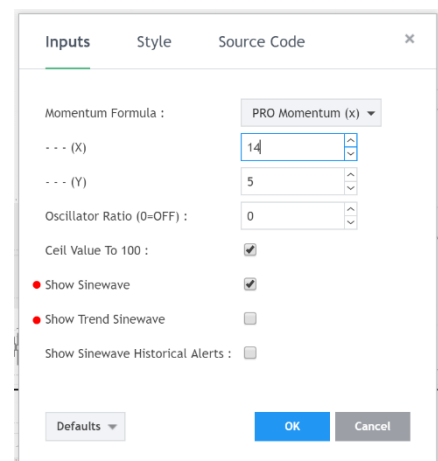 Inputs Style Source Code ×
Momentum Formula : PRO Momentum (x)
- - - (X) 14
- - - (Y) 5
Oscillator Ratio (0=OFF) : 0
Ceil Value To 100 :
Show Sinewave
Show Trend Sinewave
Show Sinewave Historical Alerts :
Defaults OK Cancel